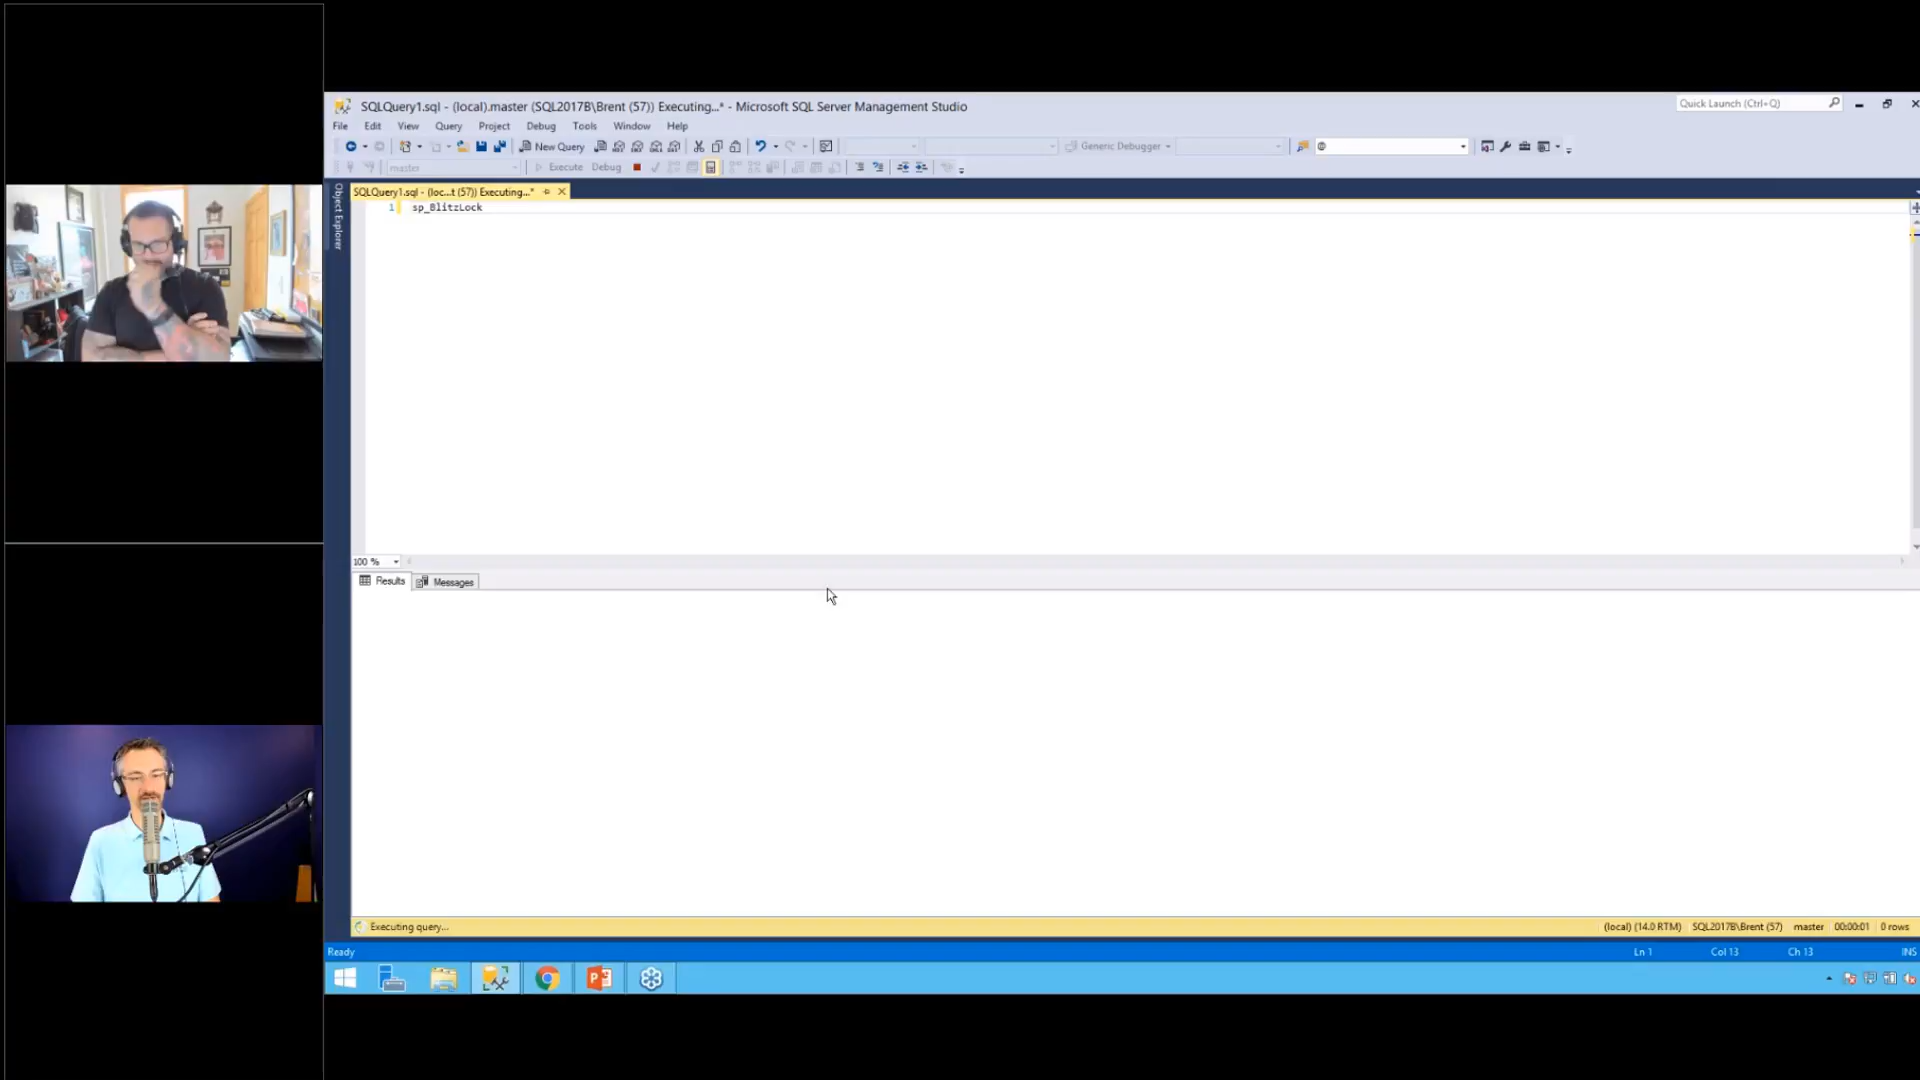 SQLQuery1.sql - (local).master (SQL2017B\Brent (57)) Executing...* - Microsoft SQL Server Management Studio
Quick Launch (Ctrl+Q)
File Edit View Query Project Debug Tools Window Help
New Query
Generic Debugger
@
master
Execute Debug
SQLQuery1.sql - (loc...t (57)) Executing...*
Object Explorer
1 sp_BlitzLock
100 %
Results Messages
Executing query...
(local) (14.0 RTM) SQL2017B\Brent (57) master 00:00:01 0 rows
Ready
Ln 1 Col 13 Ch 13 INS